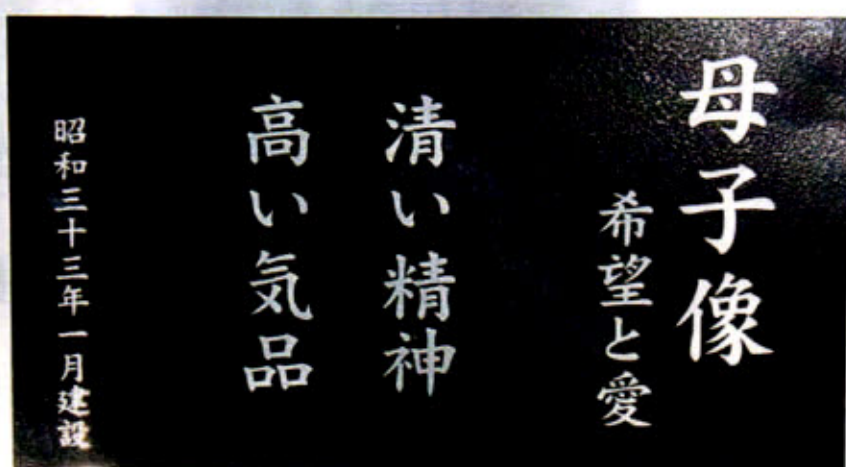 母子像
希望と愛
清い精神
高い気品
昭和三十三年一月建設